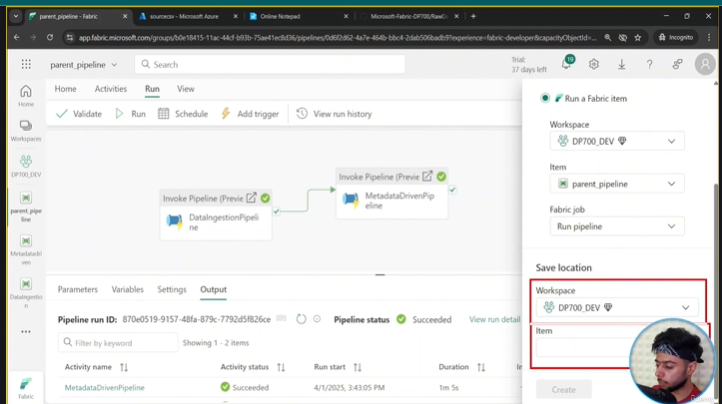 parent_pipeline - Fabric
sourcecsv - Microsoft Azure
Online Notepad
Microsoft-Fabric-DP700/RawD
app.fabric.microsoft.com/groups/b0e18415-11ac-44cf-b93b-75ae41ec8d36/pipelines/0d6f2d62-4a7e-464b-bbc4-2dab506badb9?experience=fabric-developer&capacityObjectId=...
Incognito
parent_pipeline
Search
Trial:
37 days left
19
Home
Activities
Run
View
Validate
Run
Schedule
Add trigger
View run history
Home
Workspaces
DP700_DEV
parent_pipe
line
Metadatadri
ven
DataIngestio
n
...
Fabric
Invoke Pipeline (Previe
DataIngestionPipeli
ne
Invoke Pipeline (Previe
MetadataDrivenPip
eline
Parameters
Variables
Settings
Output
Pipeline run ID: 870e0519-9157-48fa-879c-7792d5f826ce
Pipeline status
Succeeded
View run detail
Filter by keyword
Showing 1 - 2 items
Activity name
Activity status
Run start
Duration
MetadataDrivenPipeline
Succeeded
4/1/2025, 3:43:05 PM
1m 5s
Run a Fabric item
Workspace
DP700_DEV
Item
parent_pipeline
Fabric job
Run pipeline
Save location
Workspace
DP700_DEV
Item
Create